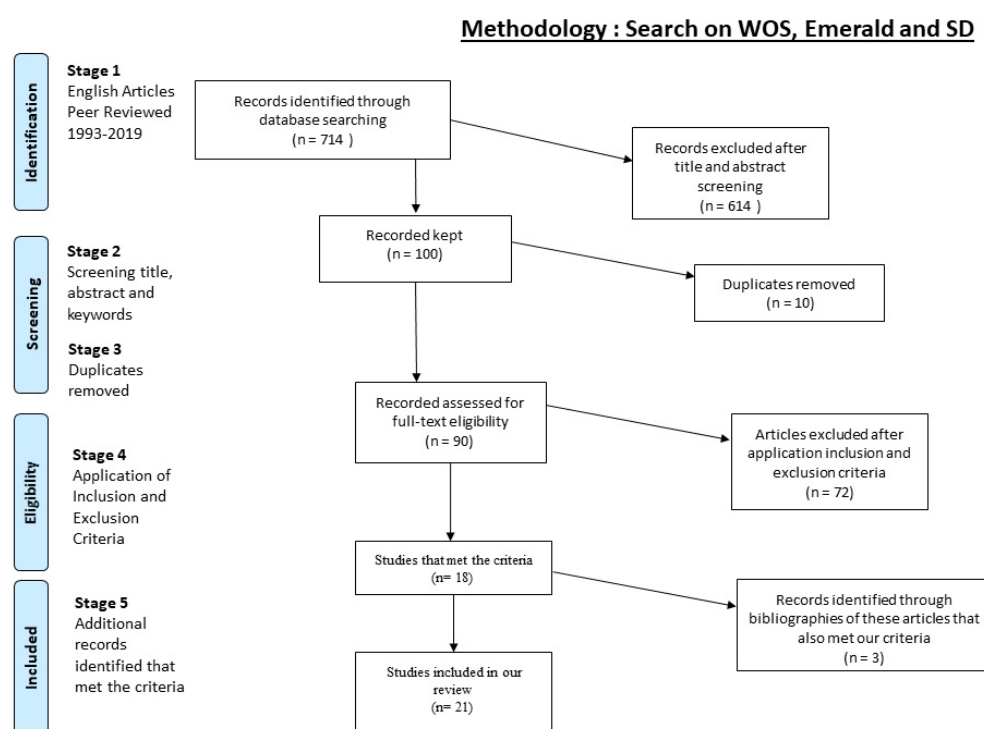 Methodology : Search on WOS, Emerald and SD
Identification
Stage 1
English Articles
Peer Reviewed
1993-2019
Records identified through
database searching
(n = 714 )
Records excluded after
title and abstract
screening
(n = 614 )
Recorded kept
(n = 100)
Screening
Stage 2
Screening title,
abstract and
keywords
Duplicates removed
(n = 10)
Stage 3
Duplicates
removed
Recorded assessed for
full-text eligibility
(n = 90)
Eligibility
Stage 4
Application of
Inclusion and
Exclusion
Criteria
Articles excluded after
application inclusion and
exclusion criteria
(n = 72)
Studies that met the criteria
(n= 18)
Included
Stage 5
Additional
records
identified that
met the criteria
Records identified through
bibliographies of these articles that
also met our criteria
(n = 3)
Studies included in our
review
(n= 21)